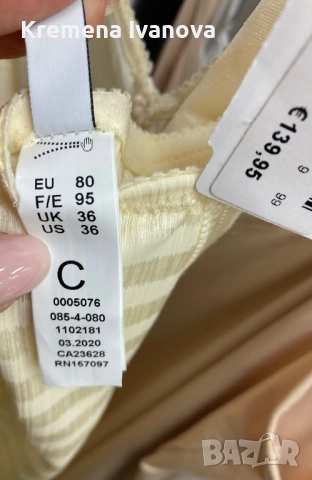 Kremena Ivanova
€139,95
99
EU 80
F/E 95
UK 36
US 36
C
0005076
085-4-080
1102181
03.2020
CA23628
RN157097
BAZAR